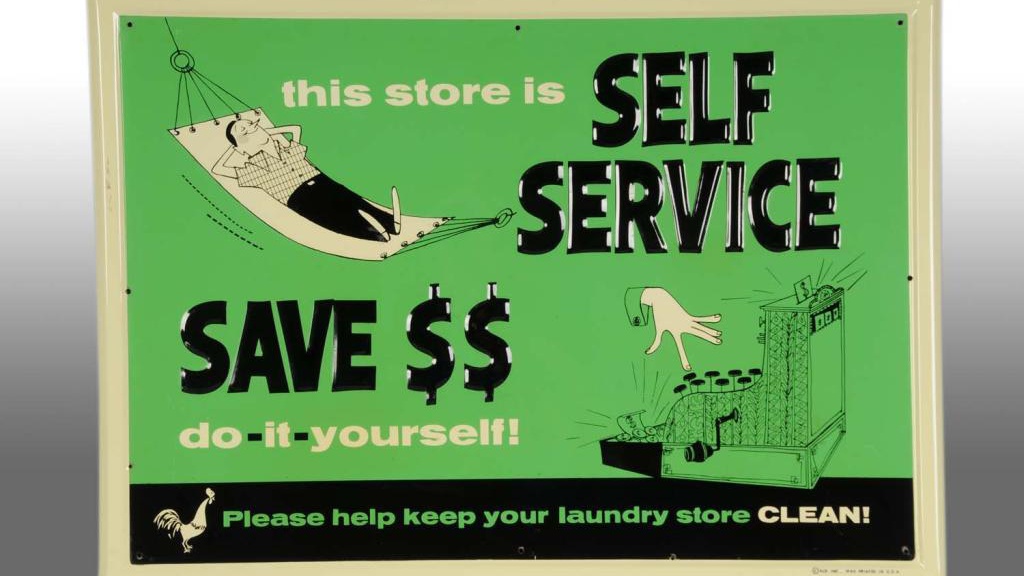 this store is SELF
SERVICE
SAVE $$
do-it-yourself!
Please help keep your laundry store CLEAN!